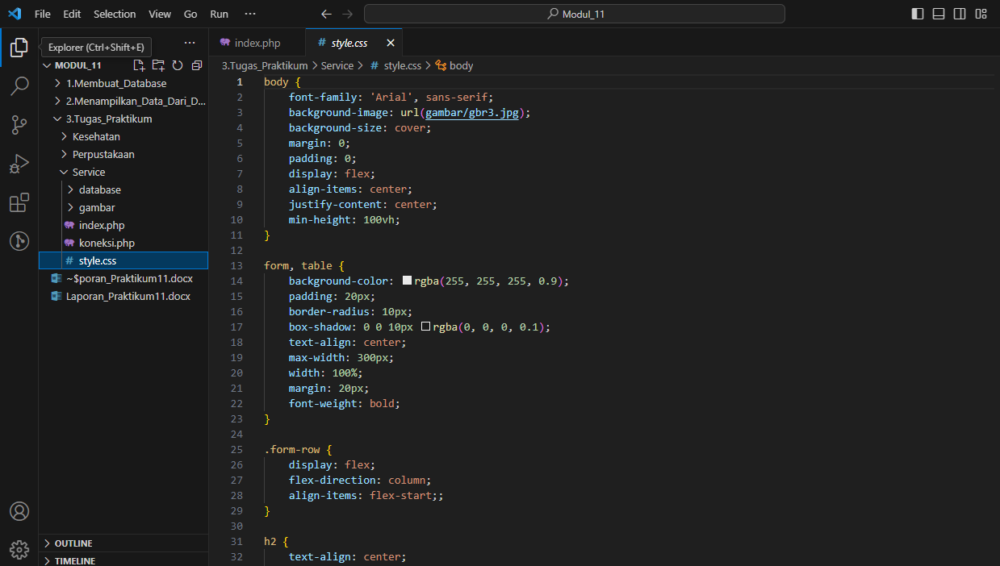 File Edit Selection View Go Run ···
Modul_11
Explorer (Ctrl+Shift+E)
MODUL_11
1.Membuat_Database
2.Menampilkan_Data_Dari_D...
3.Tugas_Praktikum
Kesehatan
Perpustakaan
Service
database
gambar
index.php
koneksi.php
# style.css
~$poran_Praktikum11.docx
Laporan_Praktikum11.docx
OUTLINE
TIMELINE
index.php # style.css
3.Tugas_Praktikum > Service > # style.css > body
1 body {
2 font-family: 'Arial', sans-serif;
3 background-image: url(gambar/gbr3.jpg);
4 background-size: cover;
5 margin: 0;
6 padding: 0;
7 display: flex;
8 align-items: center;
9 justify-content: center;
10 min-height: 100vh;
11 }
12
13 form, table {
14 background-color: rgba(255, 255, 255, 0.9);
15 padding: 20px;
16 border-radius: 10px;
17 box-shadow: 0 0 10px rgba(0, 0, 0, 0.1);
18 text-align: center;
19 max-width: 300px;
20 width: 100%;
21 margin: 20px;
22 font-weight: bold;
23 }
24
25 .form-row {
26 display: flex;
27 flex-direction: column;
28 align-items: flex-start;;
29 }
30
31 h2 {
32 text-align: center;